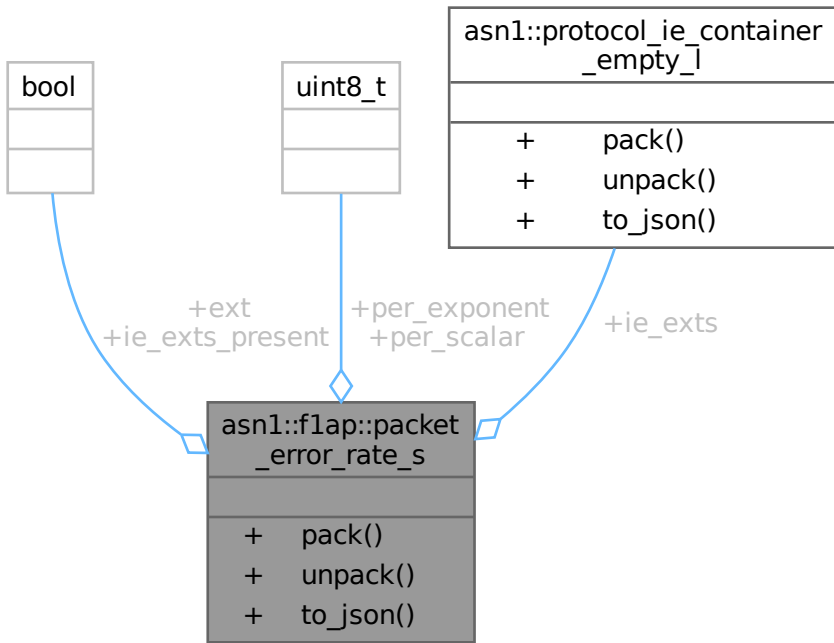 asn1::protocol_ie_container
_empty_l
+ pack()
+ unpack()
+ to_json()
bool
uint8_t
+ext
+ie_exts_present
+per_exponent
+per_scalar
+ie_exts
asn1::f1ap::packet
_error_rate_s
+ pack()
+ unpack()
+ to_json()